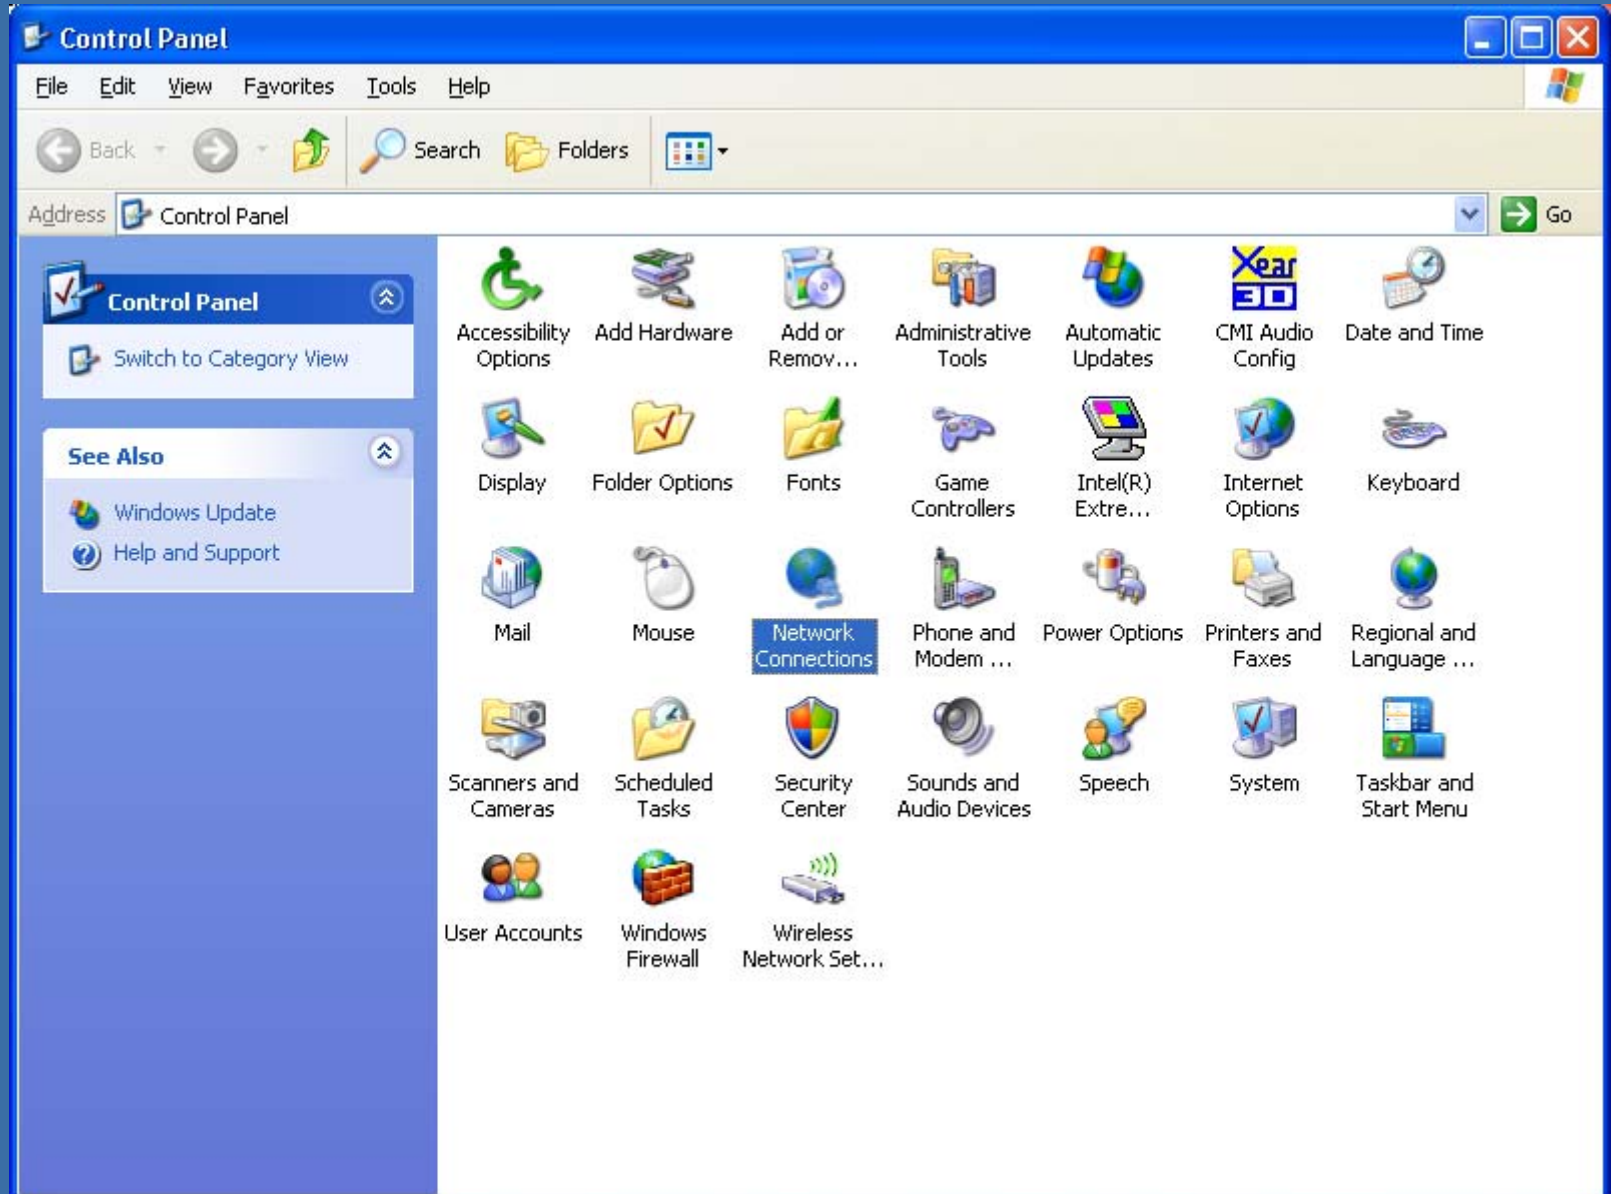 Control Panel
File Edit View Favorites Tools Help
Back Search Folders
Address Control Panel Go
Control Panel
Switch to Category View
See Also
Windows Update
Help and Support
Xear
3D
Accessibility Options
Add Hardware
Add or Remov...
Administrative Tools
Automatic Updates
CMI Audio Config
Date and Time
Display
Folder Options
Fonts
Game Controllers
Intel(R) Extre...
Internet Options
Keyboard
Mail
Mouse
Network Connections
Phone and Modem ...
Power Options
Printers and Faxes
Regional and Language ...
Scanners and Cameras
Scheduled Tasks
Security Center
Sounds and Audio Devices
Speech
System
Taskbar and Start Menu
User Accounts
Windows Firewall
Wireless Network Set...